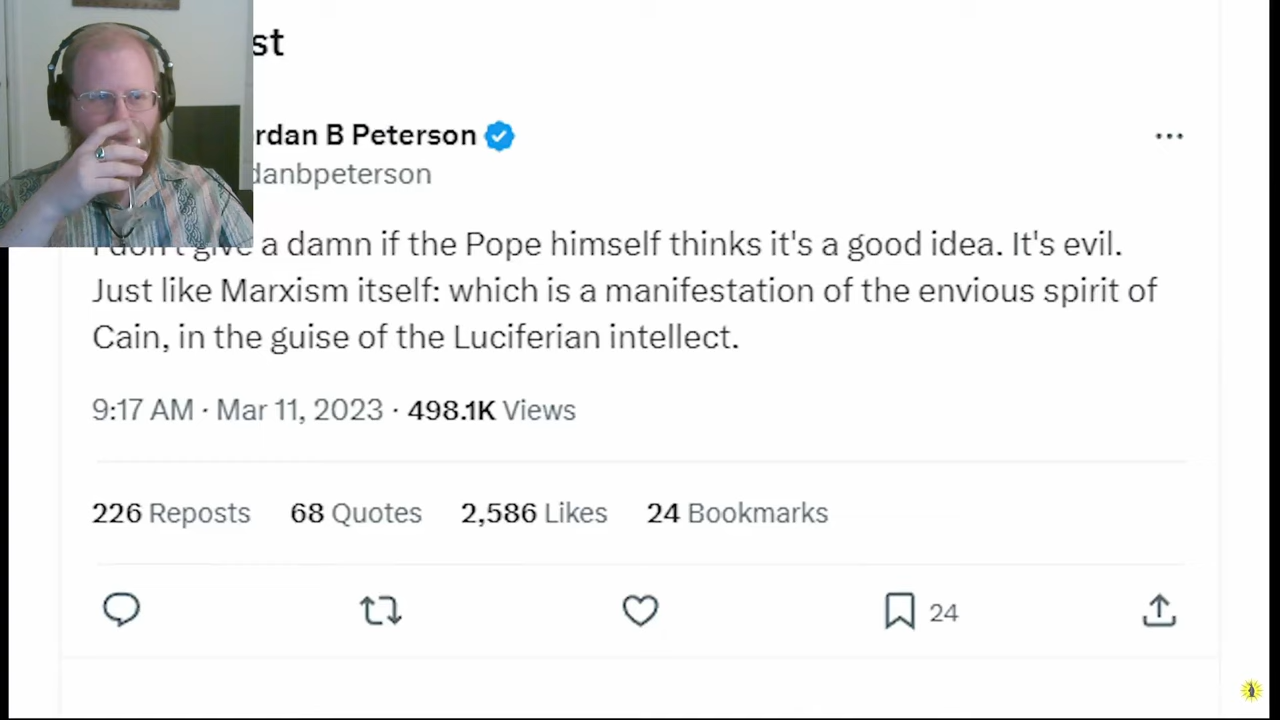 st
rdan B Peterson
danbpeterson
I don't give a damn if the Pope himself thinks it's a good idea. It's evil.
Just like Marxism itself: which is a manifestation of the envious spirit of
Cain, in the guise of the Luciferian intellect.
9:17 AM · Mar 11, 2023 · 498.1K Views
226 Reposts 68 Quotes 2,586 Likes 24 Bookmarks
24